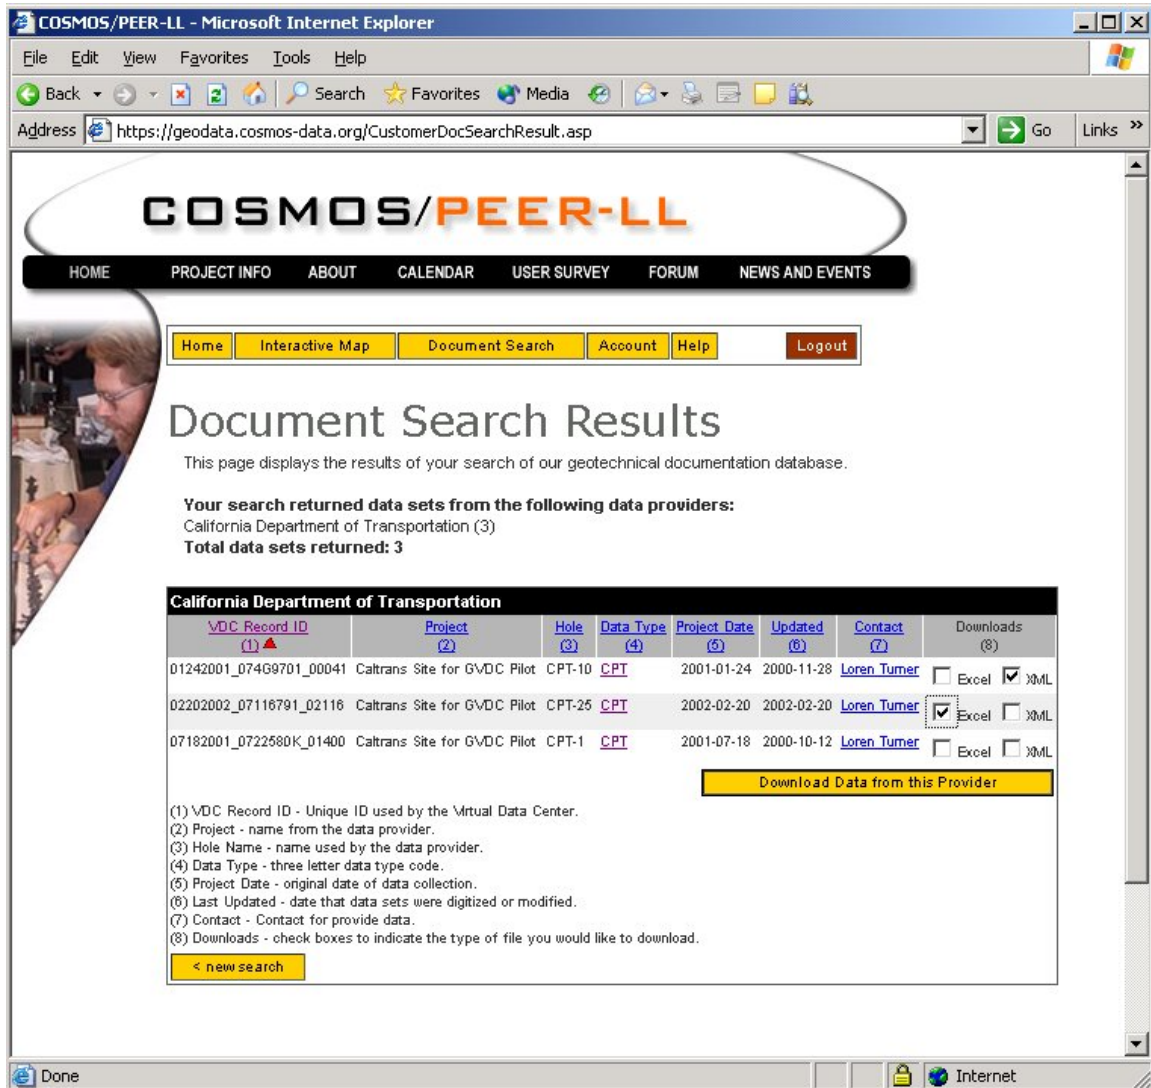 COSMOS/PEER-LL - Microsoft Internet Explorer
File Edit View Favorites Tools Help
Back Search Favorites Media
Address https://geodata.cosmos-data.org/CustomerDocSearchResult.asp Go Links »
COSMOS/PEER-LL
HOME PROJECT INFO ABOUT CALENDAR USER SURVEY FORUM NEWS AND EVENTS
Home Interactive Map Document Search Account Help Logout
Document Search Results
This page displays the results of your search of our geotechnical documentation database.
Your search returned data sets from the following data providers:
California Department of Transportation (3)
Total data sets returned: 3
California Department of Transportation
VDC Record ID Project Hole Data Type Project Date Updated Contact Downloads
(1) (2) (3) (4) (5) (6) (7) (8)
01242001_074G9701_00041 Caltrans Site for GVDC Pilot CPT-10 CPT 2001-01-24 2000-11-28 Loren Turner Excel XML
02202002_07116791_02116 Caltrans Site for GVDC Pilot CPT-25 CPT 2002-02-20 2002-02-20 Loren Turner Excel XML
07182001_0722580K_01400 Caltrans Site for GVDC Pilot CPT-1 CPT 2001-07-18 2000-10-12 Loren Turner Excel XML
Download Data from this Provider
(1) VDC Record ID - Unique ID used by the Virtual Data Center.
(2) Project - name from the data provider.
(3) Hole Name - name used by the data provider.
(4) Data Type - three letter data type code.
(5) Project Date - original date of data collection.
(6) Last Updated - date that data sets were digitized or modified.
(7) Contact - Contact for provide data.
(8) Downloads - check boxes to indicate the type of file you would like to download.
< new search
Done Internet